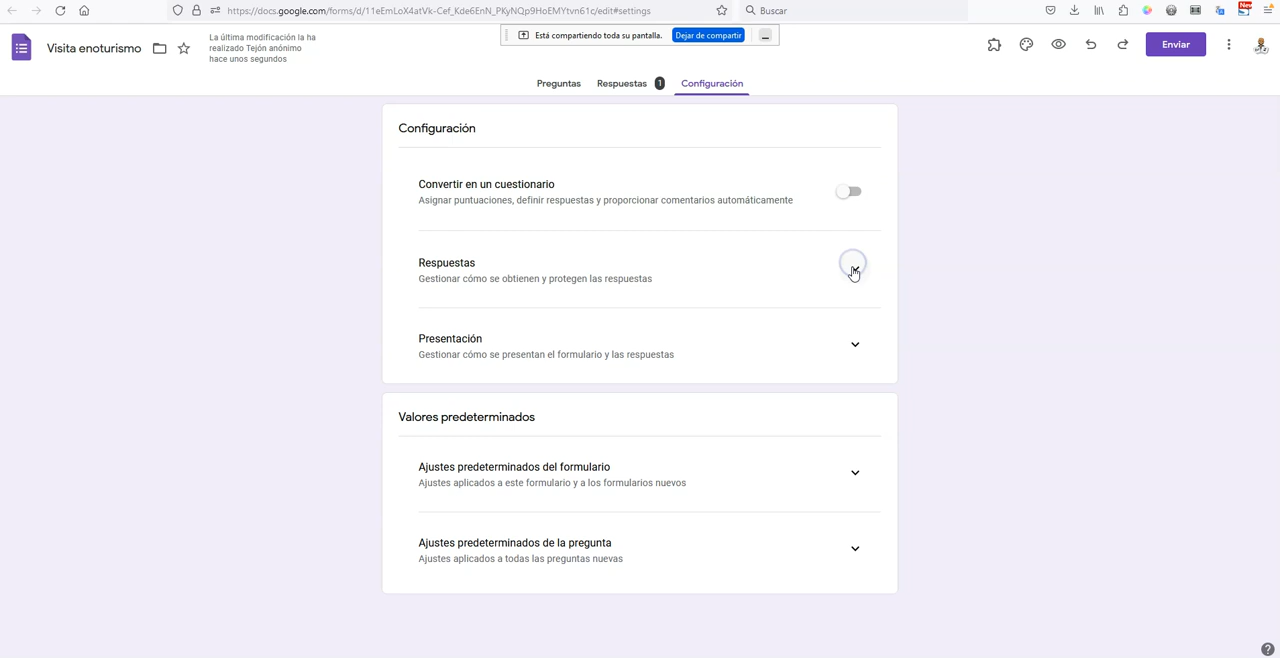 https://docs.google.com/forms/d/11eEmLoX4atVk-Cef_Kde6EnN_PKyNQp9HoEMYtvn61c/edit#settings
Buscar
New
Visita enoturismo
La última modificación la ha
realizado Tejón anónimo
hace unos segundos
Está compartiendo toda su pantalla.
Dejar de compartir
Enviar
Preguntas
Respuestas 1
Configuración
Configuración
Convertir en un cuestionario
Asignar puntuaciones, definir respuestas y proporcionar comentarios automáticamente
Respuestas
Gestionar cómo se obtienen y protegen las respuestas
Presentación
Gestionar cómo se presentan el formulario y las respuestas
Valores predeterminados
Ajustes predeterminados del formulario
Ajustes aplicados a este formulario y a los formularios nuevos
Ajustes predeterminados de la pregunta
Ajustes aplicados a todas las preguntas nuevas